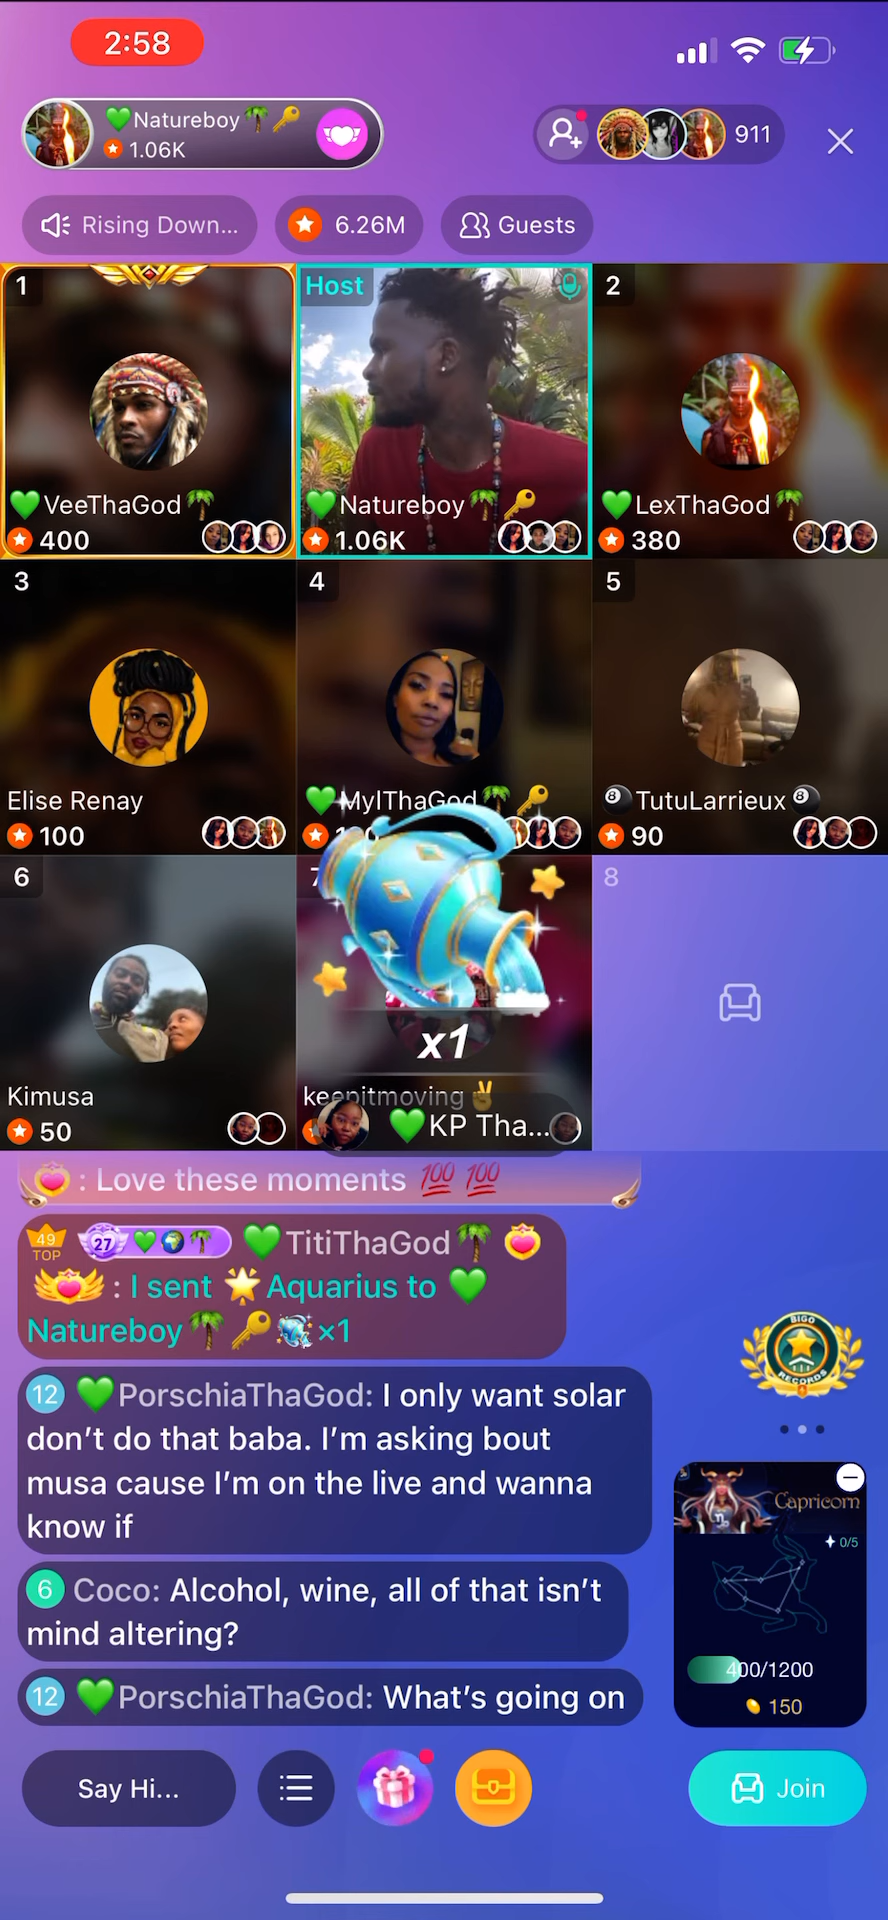 2:58
💚Natureboy🌴🔑
1.06K
911
Rising Down...
6.26M
Guests
1
Host
2
💚VeeThaGod🌴
400
💚Natureboy🌴🔑
1.06K
💚LexThaGod🌴
380
3
4
5
Elise Renay
100
💚MylThaGod🌴🔑
🎱TutuLarrieux🎱
90
6
7
8
x1
Kimusa
50
keepitmoving✌️
💚KP Tha...
: Love these moments 💯 💯
49
TOP
27 💚🌍🌴 💚TitiThaGod🌴
: I sent 🌟Aquarius to 💚
Natureboy🌴🔑 ×1
12 💚PorschiaThaGod: I only want solar
don’t do that baba. I’m asking bout
musa cause I’m on the live and wanna
know if
6 Coco: Alcohol, wine, all of that isn’t
mind altering?
12 💚PorschiaThaGod: What’s going on
BIGO
RECORDS
Capricorn
0/5
400/1200
150
Say Hi...
Join